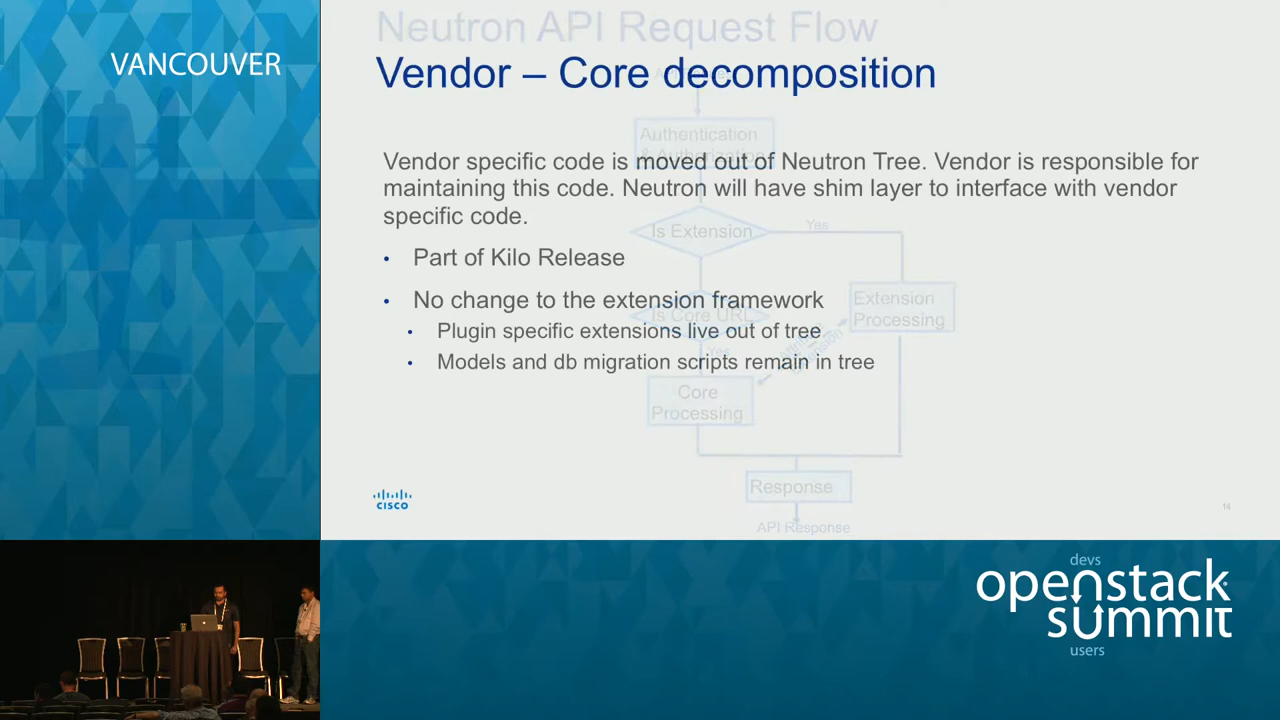 VANCOUVER
Neutron API Request Flow
Vendor – Core decomposition
Authentication
Vendor specific code is moved out of Neutron Tree. Vendor is responsible for
maintaining this code. Neutron will have shim layer to interface with vendor
specific code.
Is Extension
Yes
• Part of Kilo Release
• No change to the extension framework
Extension
Processing
Is Core URL
• Plugin specific extensions live out of tree
Yes
• Models and db migration scripts remain in tree
Core
Processing
Response
API Response
CISCO
14
devs
openstack
summit
users